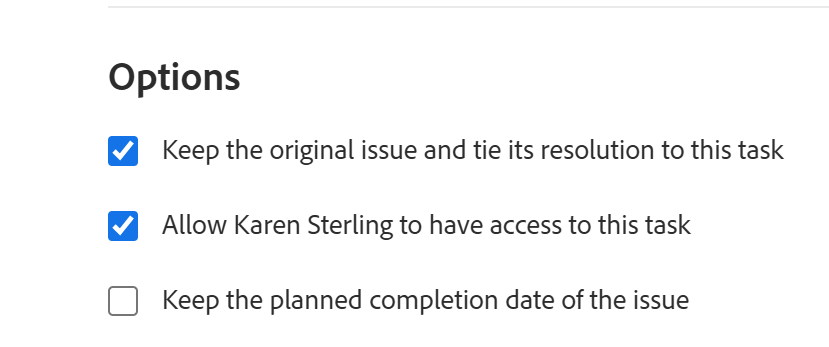 Options
Keep the original issue and tie its resolution to this task
Allow Karen Sterling to have access to this task
Keep the planned completion date of the issue